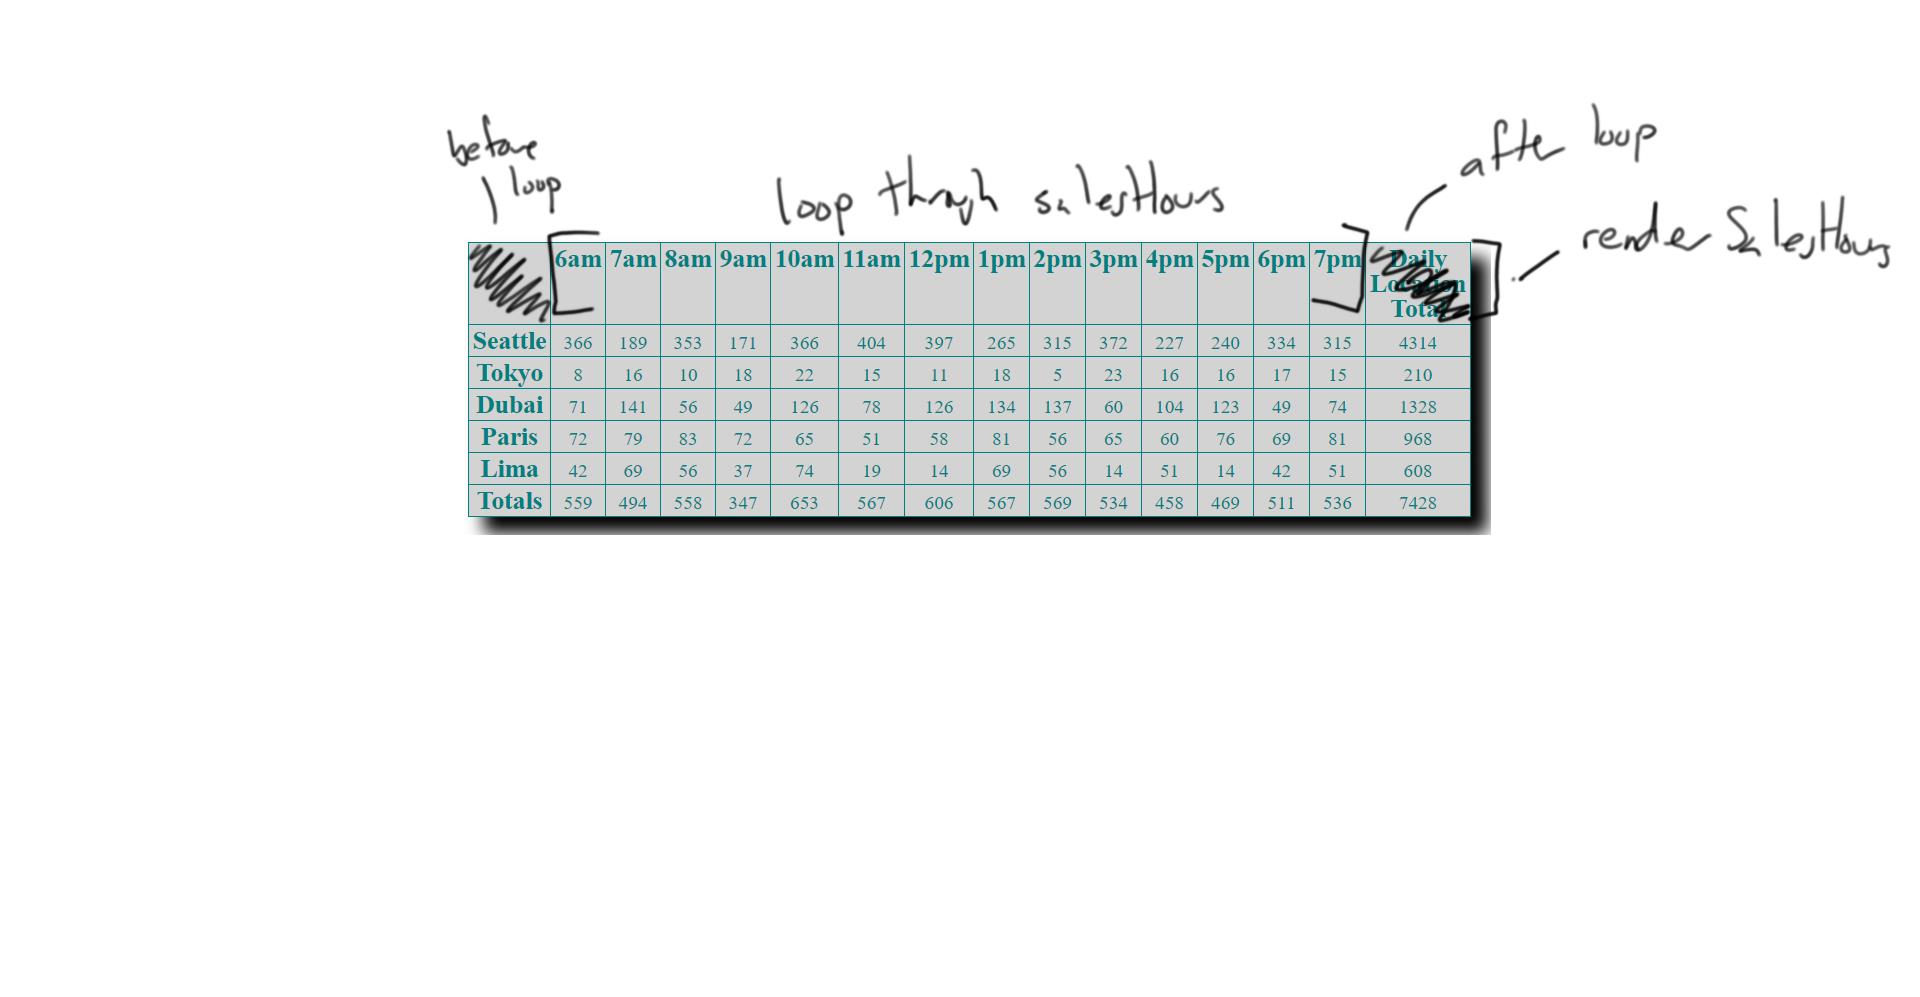 before
loop
loop through salesHours
after loop
render SalesHours
6am 7am 8am 9am 10am 11am 12pm 1pm 2pm 3pm 4pm 5pm 6pm 7pm Daily
Location
Total
Seattle 366 189 353 171 366 404 397 265 315 372 227 240 334 315 4314
Tokyo 8 16 10 18 22 15 11 18 5 23 16 16 17 15 210
Dubai 71 141 56 49 126 78 126 134 137 60 104 123 49 74 1328
Paris 72 79 83 72 65 51 58 81 56 65 60 76 69 81 968
Lima 42 69 56 37 74 19 14 69 56 14 51 14 42 51 608
Totals 559 494 558 347 653 567 606 567 569 534 458 469 511 536 7428